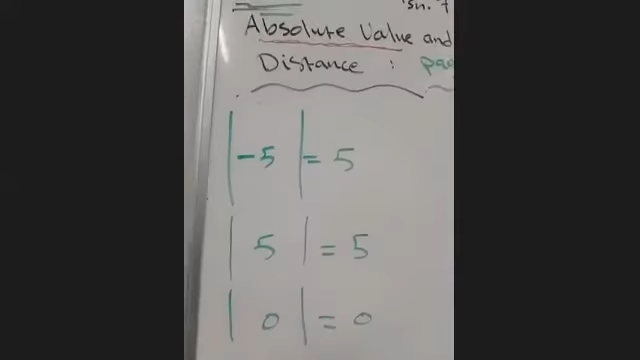 Absolute Value and
Distance :
|-5| = 5
|5| = 5
|0| = 0